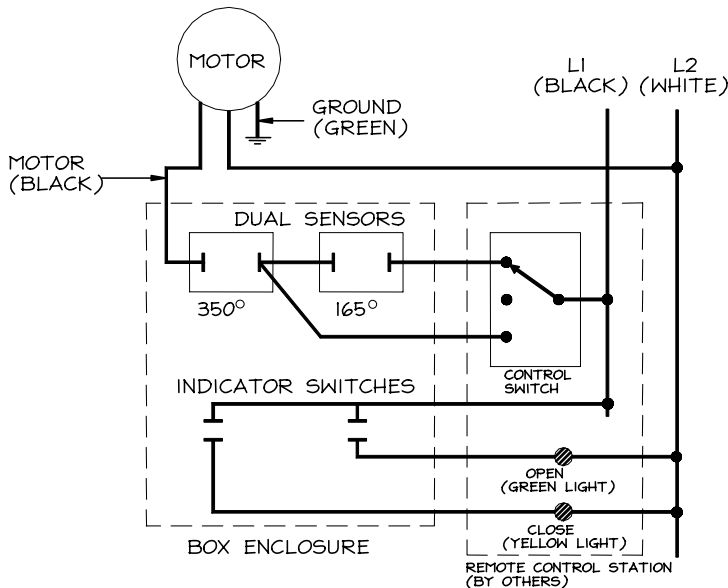 MOTOR
L1
(BLACK)
L2
(WHITE)
GROUND
(GREEN)
MOTOR
(BLACK)
DUAL SENSORS
350°
165°
CONTROL
SWITCH
INDICATOR SWITCHES
OPEN
(GREEN LIGHT)
CLOSE
(YELLOW LIGHT)
BOX ENCLOSURE
REMOTE CONTROL STATION
(BY OTHERS)